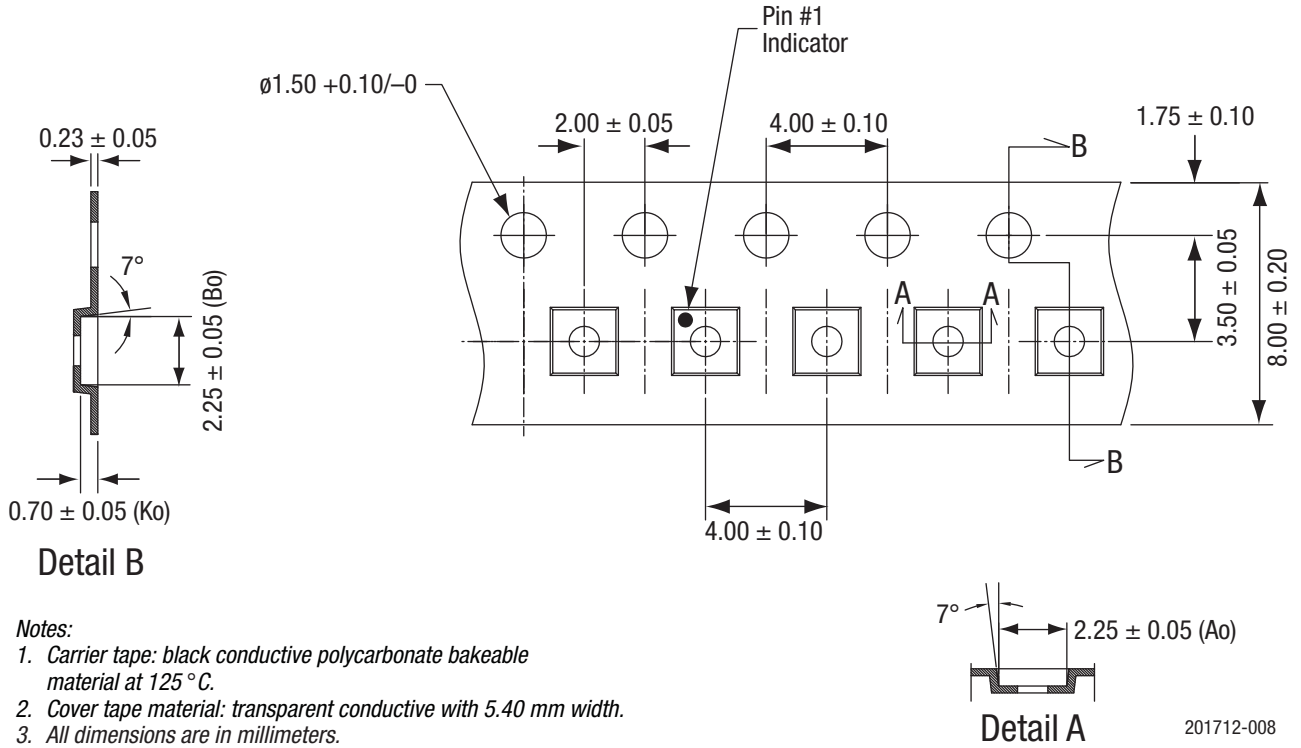 Pin #1
Indicator
ø1.50 +0.10/–0
2.00 ± 0.05
4.00 ± 0.10
1.75 ± 0.10
0.23 ± 0.05
B
7°
2.25 ± 0.05 (Bo)
A
A
3.50 ± 0.05
8.00 ± 0.20
B
0.70 ± 0.05 (Ko)
4.00 ± 0.10
Detail B
7°
2.25 ± 0.05 (Ao)
Detail A
Notes:
1. Carrier tape: black conductive polycarbonate bakeable
material at 125 °C.
2. Cover tape material: transparent conductive with 5.40 mm width.
3. All dimensions are in millimeters.
201712-008